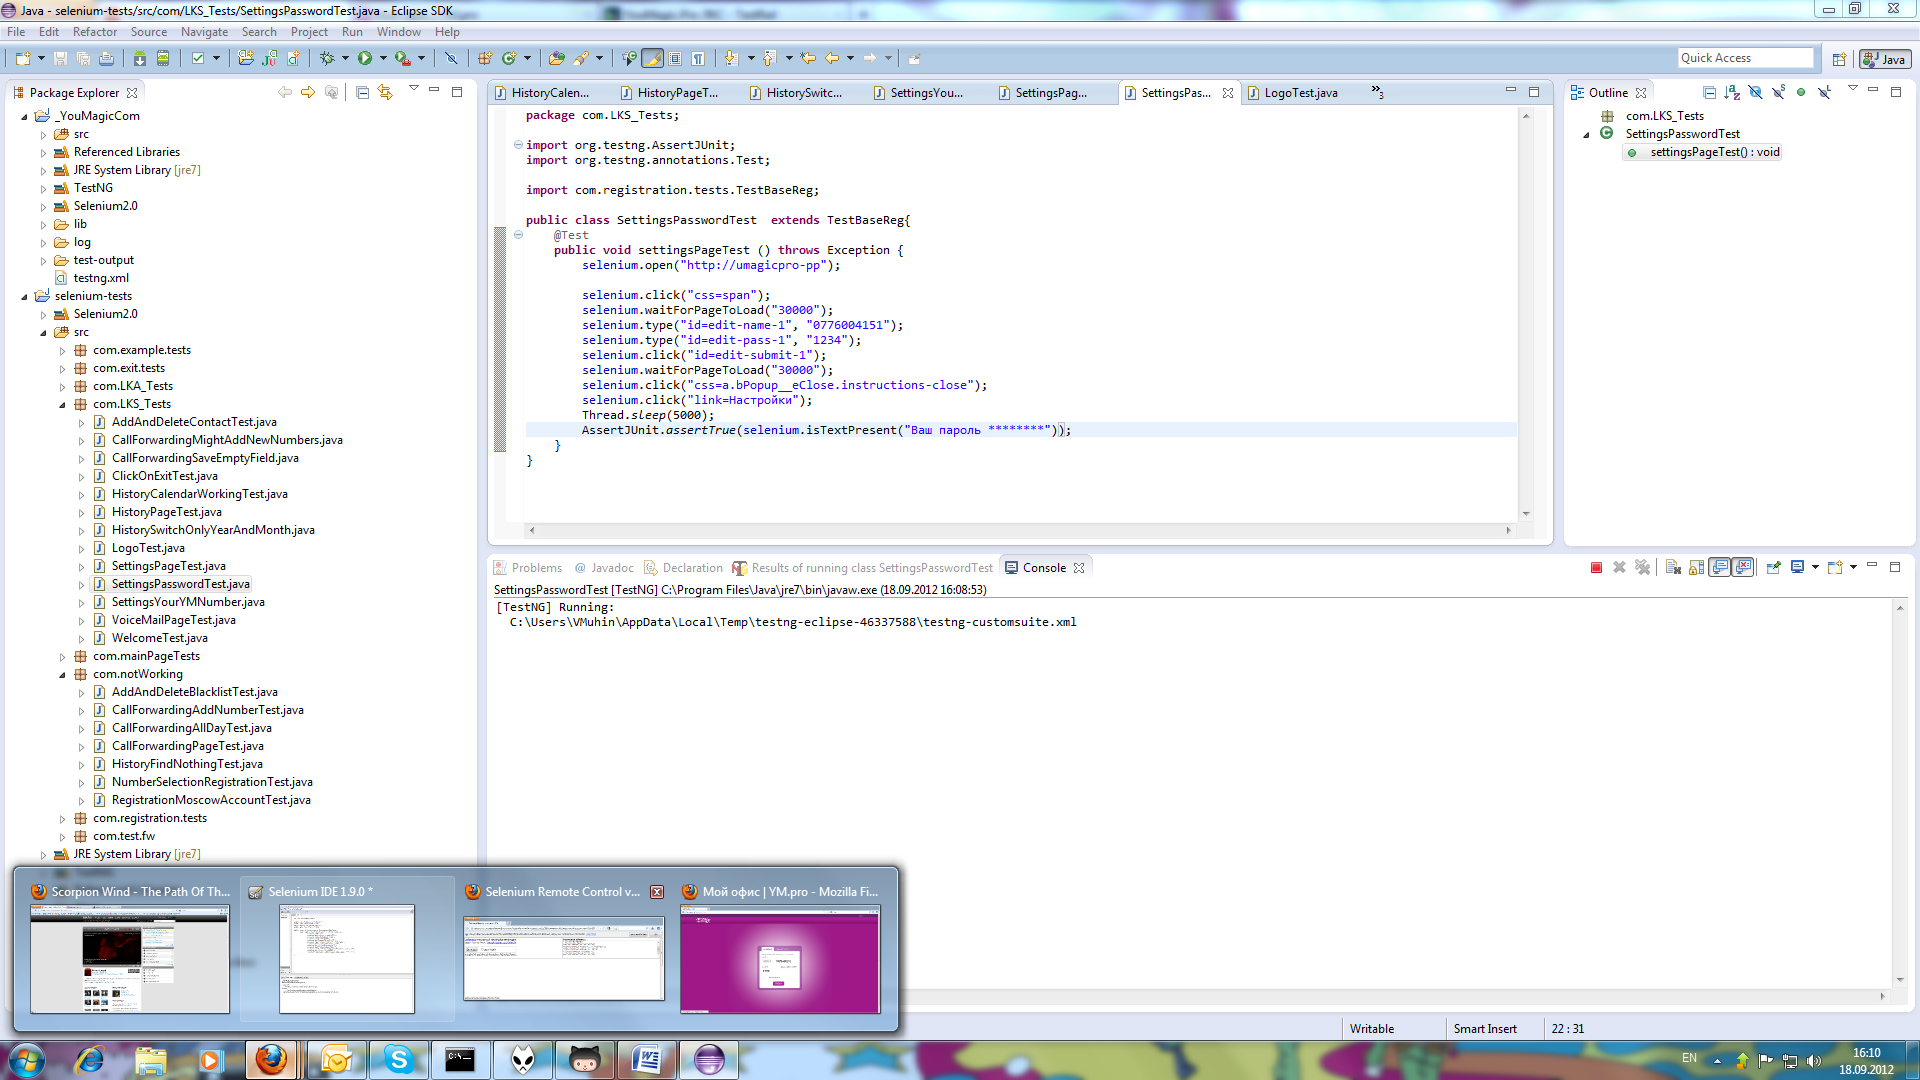 Java - selenium-tests/src/com/LKS_Tests/SettingsPasswordTest.java - Eclipse SDK
File Edit Refactor Source Navigate Search Project Run Window Help
Quick Access
Java
Package Explorer
_YouMagicCom
src
Referenced Libraries
JRE System Library [jre7]
TestNG
Selenium2.0
lib
log
test-output
testng.xml
selenium-tests
Selenium2.0
src
com.example.tests
com.exit.tests
com.LKA_Tests
com.LKS_Tests
AddAndDeleteContactTest.java
CallForwardingMightAddNewNumbers.java
CallForwardingSaveEmptyField.java
ClickOnExitTest.java
HistoryCalendarWorkingTest.java
HistoryPageTest.java
HistorySwitchOnlyYearAndMonth.java
LogoTest.java
SettingsPageTest.java
SettingsPasswordTest.java
SettingsYourYMNumber.java
VoiceMailPageTest.java
WelcomeTest.java
com.mainPageTests
com.notWorking
AddAndDeleteBlacklistTest.java
CallForwardingAddNumberTest.java
CallForwardingAllDayTest.java
CallForwardingPageTest.java
HistoryFindNothingTest.java
NumberSelectionRegistrationTest.java
RegistrationMoscowAccountTest.java
com.registration.tests
com.test.fw
JRE System Library [jre7]
HistoryCalen... HistoryPageT... HistorySwitc... SettingsYou... SettingsPag... SettingsPas... LogoTest.java »3
package com.LKS_Tests;
import org.testng.AssertJUnit;
import org.testng.annotations.Test;
import com.registration.tests.TestBaseReg;
public class SettingsPasswordTest  extends TestBaseReg{
@Test
public void settingsPageTest () throws Exception {
selenium.open("http://umagicpro-pp");
selenium.click("css=span");
selenium.waitForPageToLoad("30000");
selenium.type("id=edit-name-1", "0776004151");
selenium.type("id=edit-pass-1", "1234");
selenium.click("id=edit-submit-1");
selenium.waitForPageToLoad("30000");
selenium.click("css=a.bPopup__eClose.instructions-close");
selenium.click("link=Настройки");
Thread.sleep(5000);
AssertJUnit.assertTrue(selenium.isTextPresent("Ваш пароль ********"));
}
}
Outline
com.LKS_Tests
SettingsPasswordTest
settingsPageTest() : void
Problems Javadoc Declaration Results of running class SettingsPasswordTest Console
SettingsPasswordTest [TestNG] C:\Program Files\Java\jre7\bin\javaw.exe (18.09.2012 16:08:53)
[TestNG] Running:
C:\Users\VMuhin\AppData\Local\Temp\testng-eclipse-46337588\testng-customsuite.xml
Scorpion Wind - The Path Of Th... Selenium IDE 1.9.0 * Selenium Remote Control v... Мой офис | YM.pro - Mozilla Fi...
Writable Smart Insert 22 : 31
EN
16:10
18.09.2012